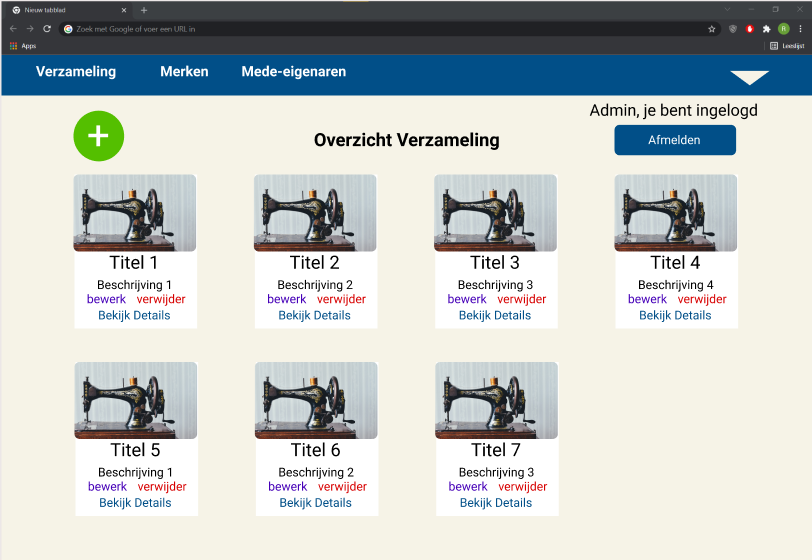 Nieuw tabblad
Zoek met Google of voer een URL in
Apps
Leeslijst
R
Verzameling Merken Mede-eigenaren
Admin, je bent ingelogd
Afmelden
Overzicht Verzameling
Titel 1
Beschrijving 1
bewerk verwijder
Bekijk Details
Titel 2
Beschrijving 2
bewerk verwijder
Bekijk Details
Titel 3
Beschrijving 3
bewerk verwijder
Bekijk Details
Titel 4
Beschrijving 4
bewerk verwijder
Bekijk Details
Titel 5
Beschrijving 1
bewerk verwijder
Bekijk Details
Titel 6
Beschrijving 2
bewerk verwijder
Bekijk Details
Titel 7
Beschrijving 3
bewerk verwijder
Bekijk Details